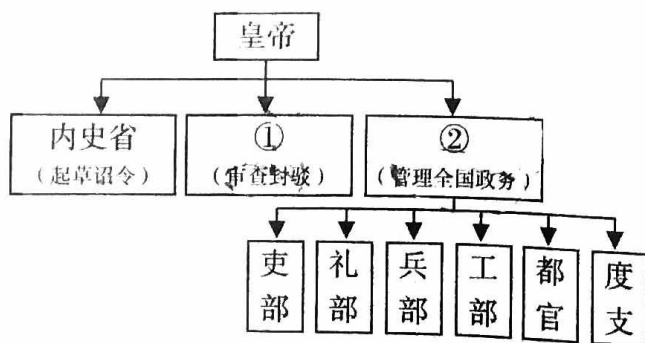 皇帝
内史省
(起草诏令)
①
(审查封驳)
②
(管理全国政务)
吏部
礼部
兵部
工部
都官
度支